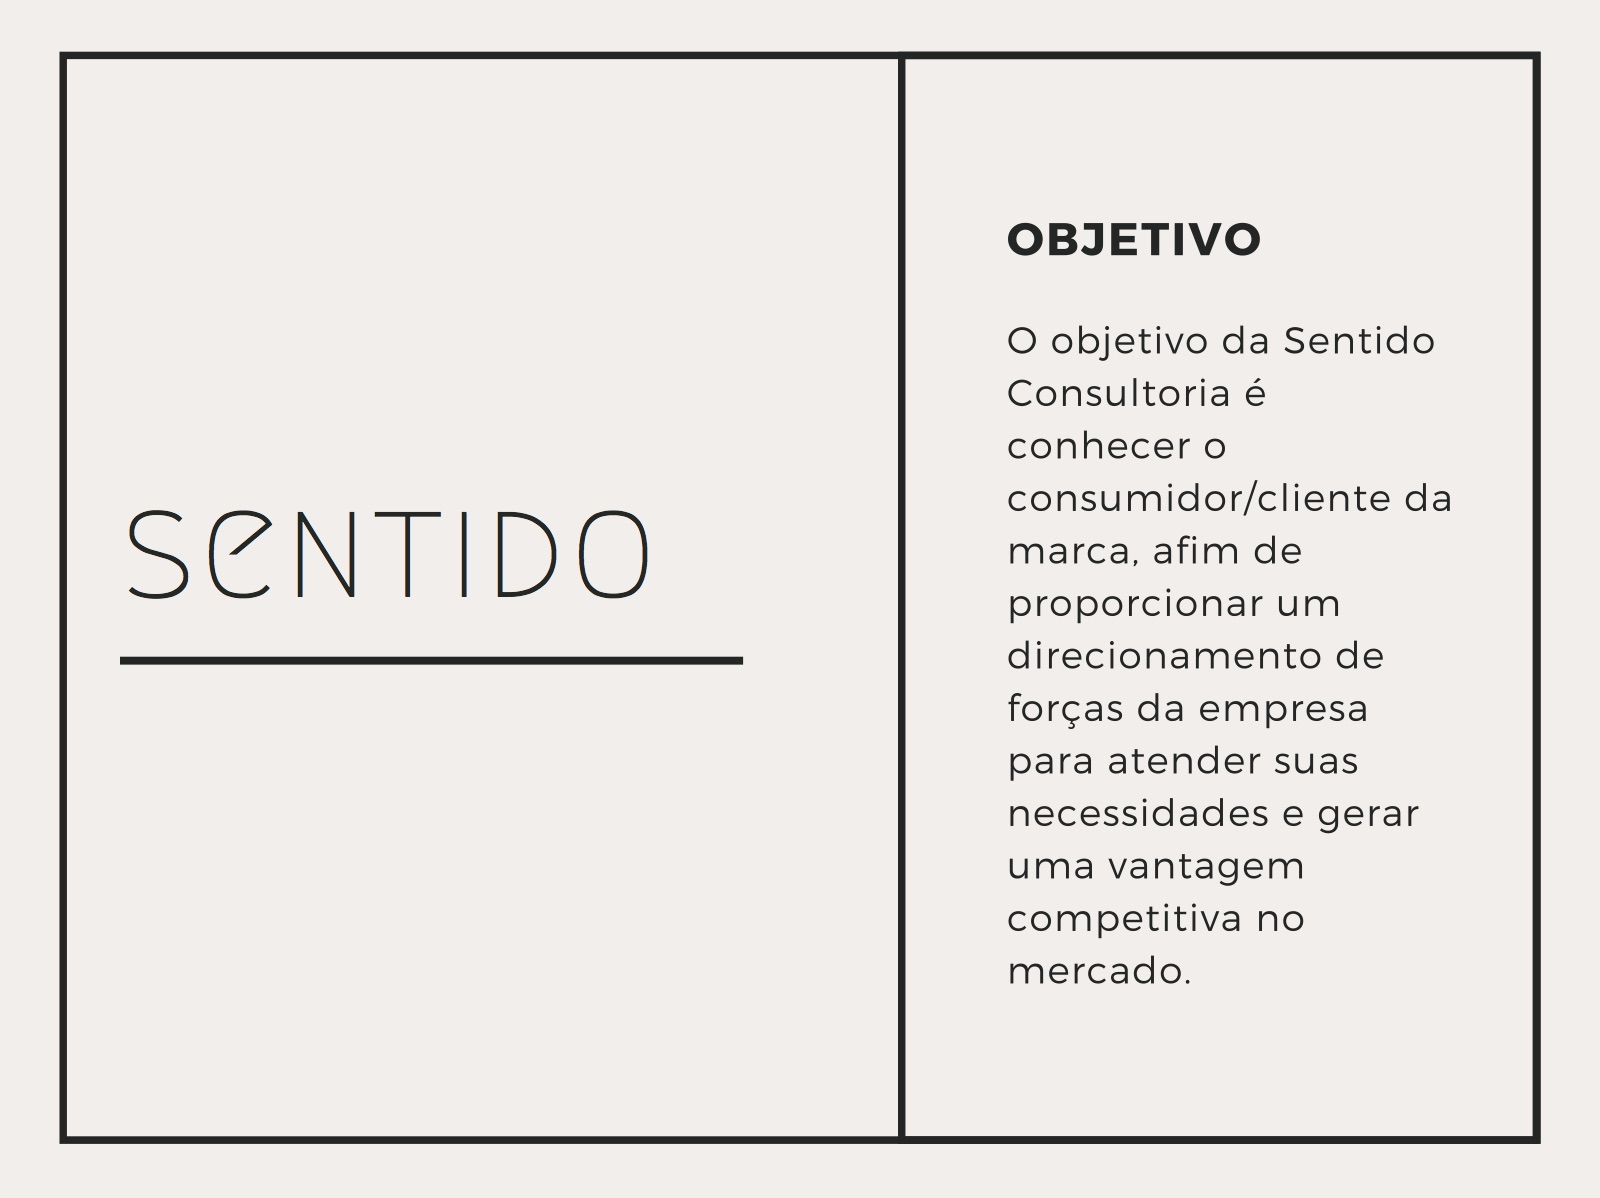 SeNTIDO
OBJETIVO
O objetivo da Sentido
Consultoria é
conhecer o
consumidor/cliente da
marca, afim de
proporcionar um
direcionamento de
forças da empresa
para atender suas
necessidades e gerar
uma vantagem
competitiva no
mercado.